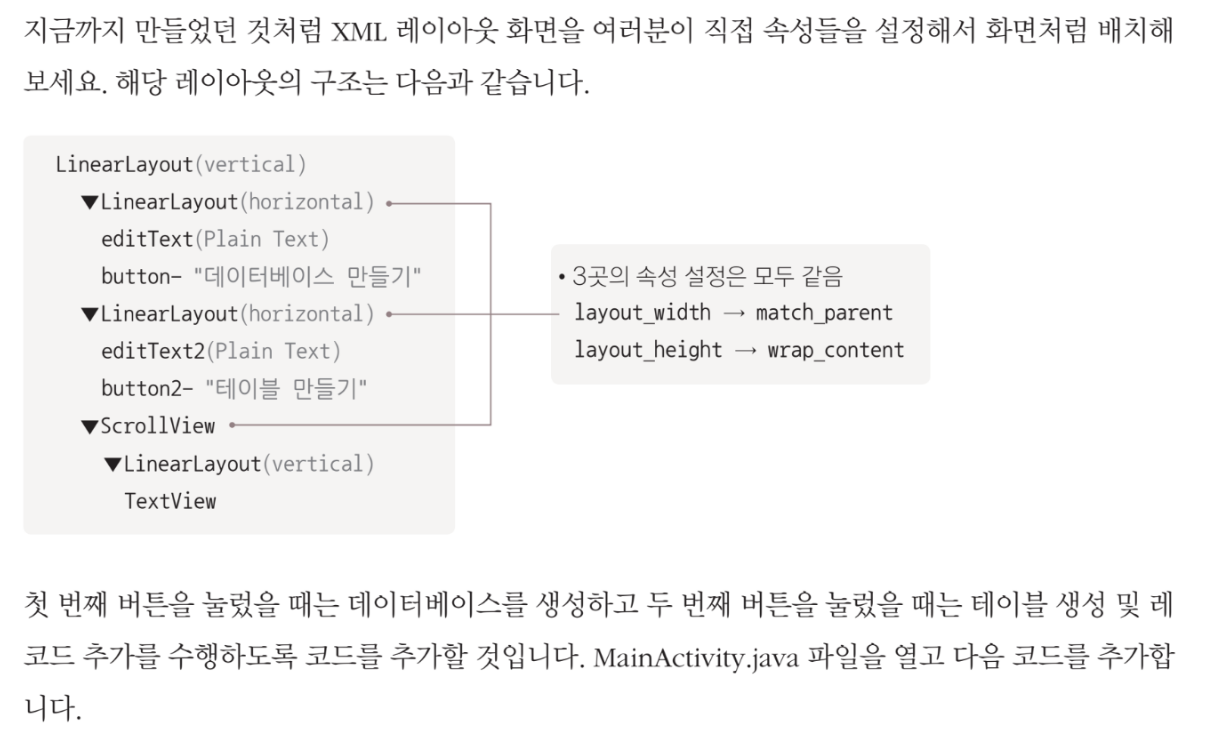 지금까지 만들었던 것처럼 XML 레이아웃 화면을 여러분이 직접 속성들을 설정해서 화면처럼 배치해
보세요. 해당 레이아웃의 구조는 다음과 같습니다.
LinearLayout(vertical)
▼LinearLayout(horizontal)
editText(Plain Text)
button- "데이터베이스 만들기"
▼LinearLayout(horizontal)
editText2(Plain Text)
button2- "테이블 만들기"
▼ScrollView
▼LinearLayout(vertical)
TextView
• 3곳의 속성 설정은 모두 같음
layout_width → match_parent
layout_height → wrap_content
첫 번째 버튼을 눌렀을 때는 데이터베이스를 생성하고 두 번째 버튼을 눌렀을 때는 테이블 생성 및 레
코드 추가를 수행하도록 코드를 추가할 것입니다. MainActivity.java 파일을 열고 다음 코드를 추가합
니다.